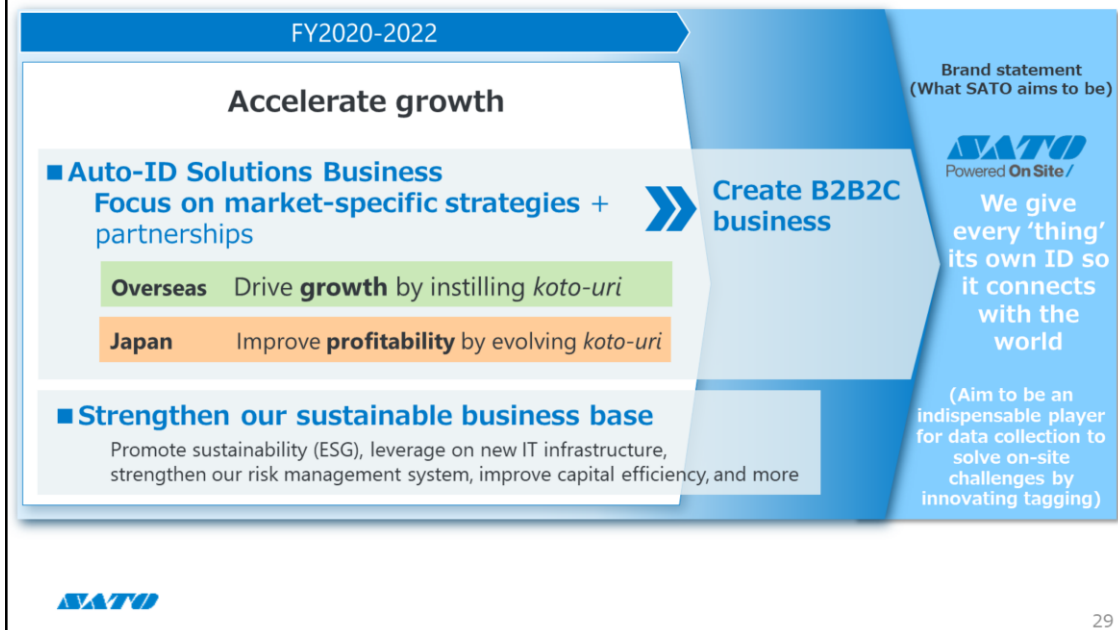 FY2020-2022
Accelerate growth
■Auto-ID Solutions Business
Focus on market-specific strategies +
partnerships
Overseas Drive growth by instilling koto-uri
Japan Improve profitability by evolving koto-uri
Create B2B2C
business
■Strengthen our sustainable business base
Promote sustainability (ESG), leverage on new IT infrastructure,
strengthen our risk management system, improve capital efficiency, and more
Brand statement
(What SATO aims to be)
SATO
Powered On Site/
We give
every ‘thing’
its own ID so
it connects
with the
world
(Aim to be an
indispensable player
for data collection to
solve on-site
challenges by
innovating tagging)
SATO
29